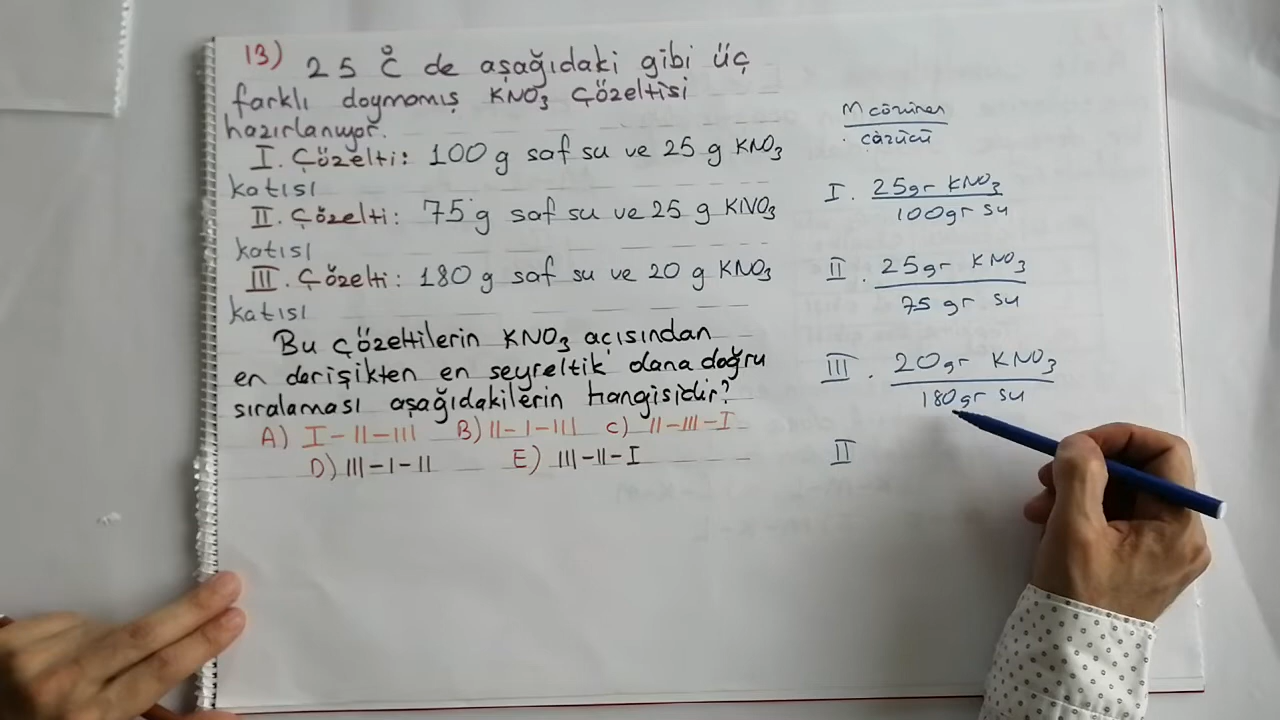 13) 25 °C de aşağıdaki gibi üç
farklı doymamış KNO₃ Çözeltisi
hazırlanıyor.
I. Çözelti: 100 g saf su ve 25 g KNO₃
katısı
II. Çözelti: 75 g saf su ve 25 g KNO₃
katısı
III. Çözelti: 180 g saf su ve 20 g KNO₃
katısı
Bu çözeltilerin KNO₃ açısından
en derişikten en seyreltik olana doğru
sıralaması aşağıdakilerin hangisidir?
A) I-II-III B) II-I-III C) II-III-I
D) III-I-II E) III-II-I
M çözünen
çözücü
I. 25gr KNO₃
100gr su
II. 25gr KNO₃
75 gr su
III. 20gr KNO₃
180gr su
II